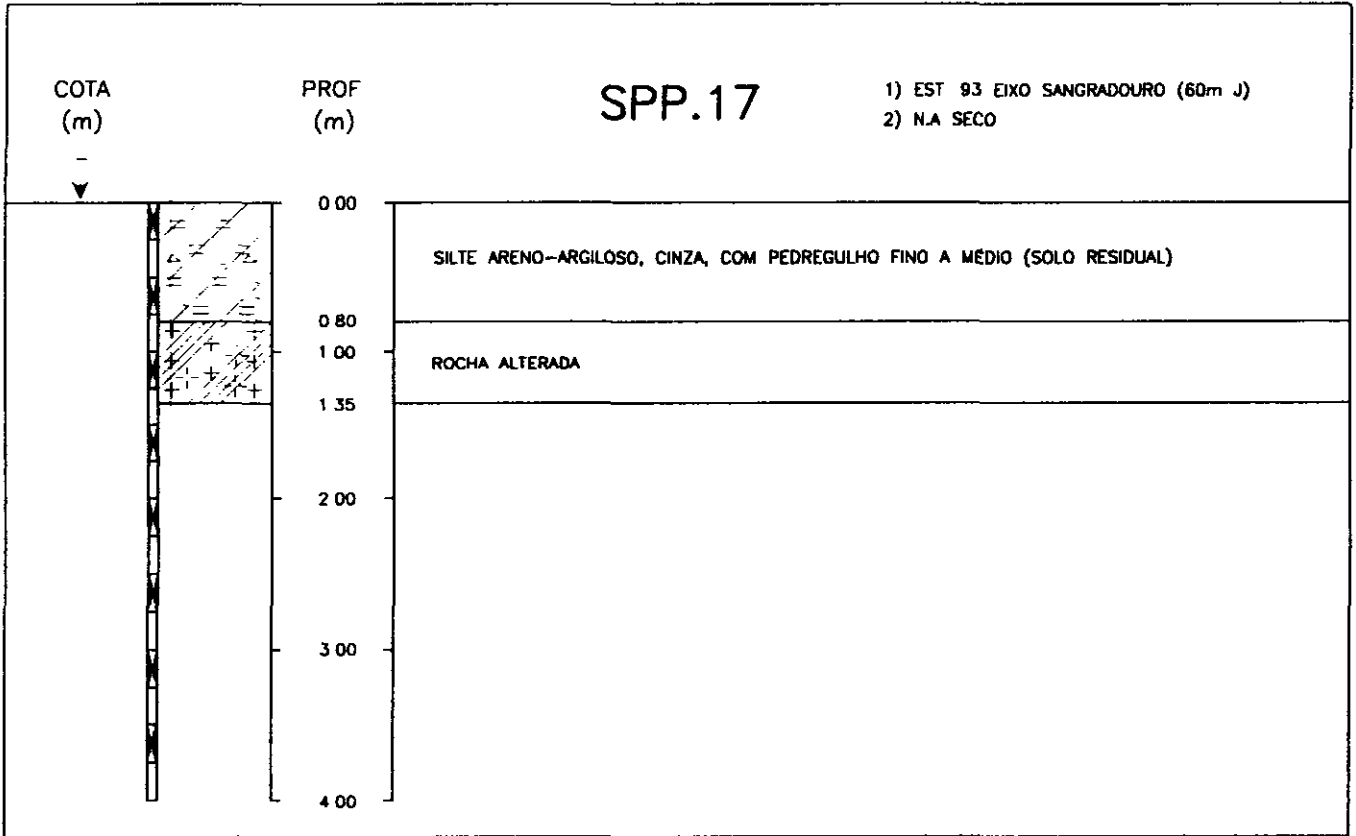 COTA
(m)
-
PROF
(m)
SPP.17
1) EST 93 EIXO SANGRADOURO (60m J)
2) N.A SECO
0 00
SILTE ARENO-ARGILOSO, CINZA, COM PEDREGULHO FINO A MÉDIO (SOLO RESIDUAL)
0 80
1 00
ROCHA ALTERADA
1 35
2 00
3 00
4 00